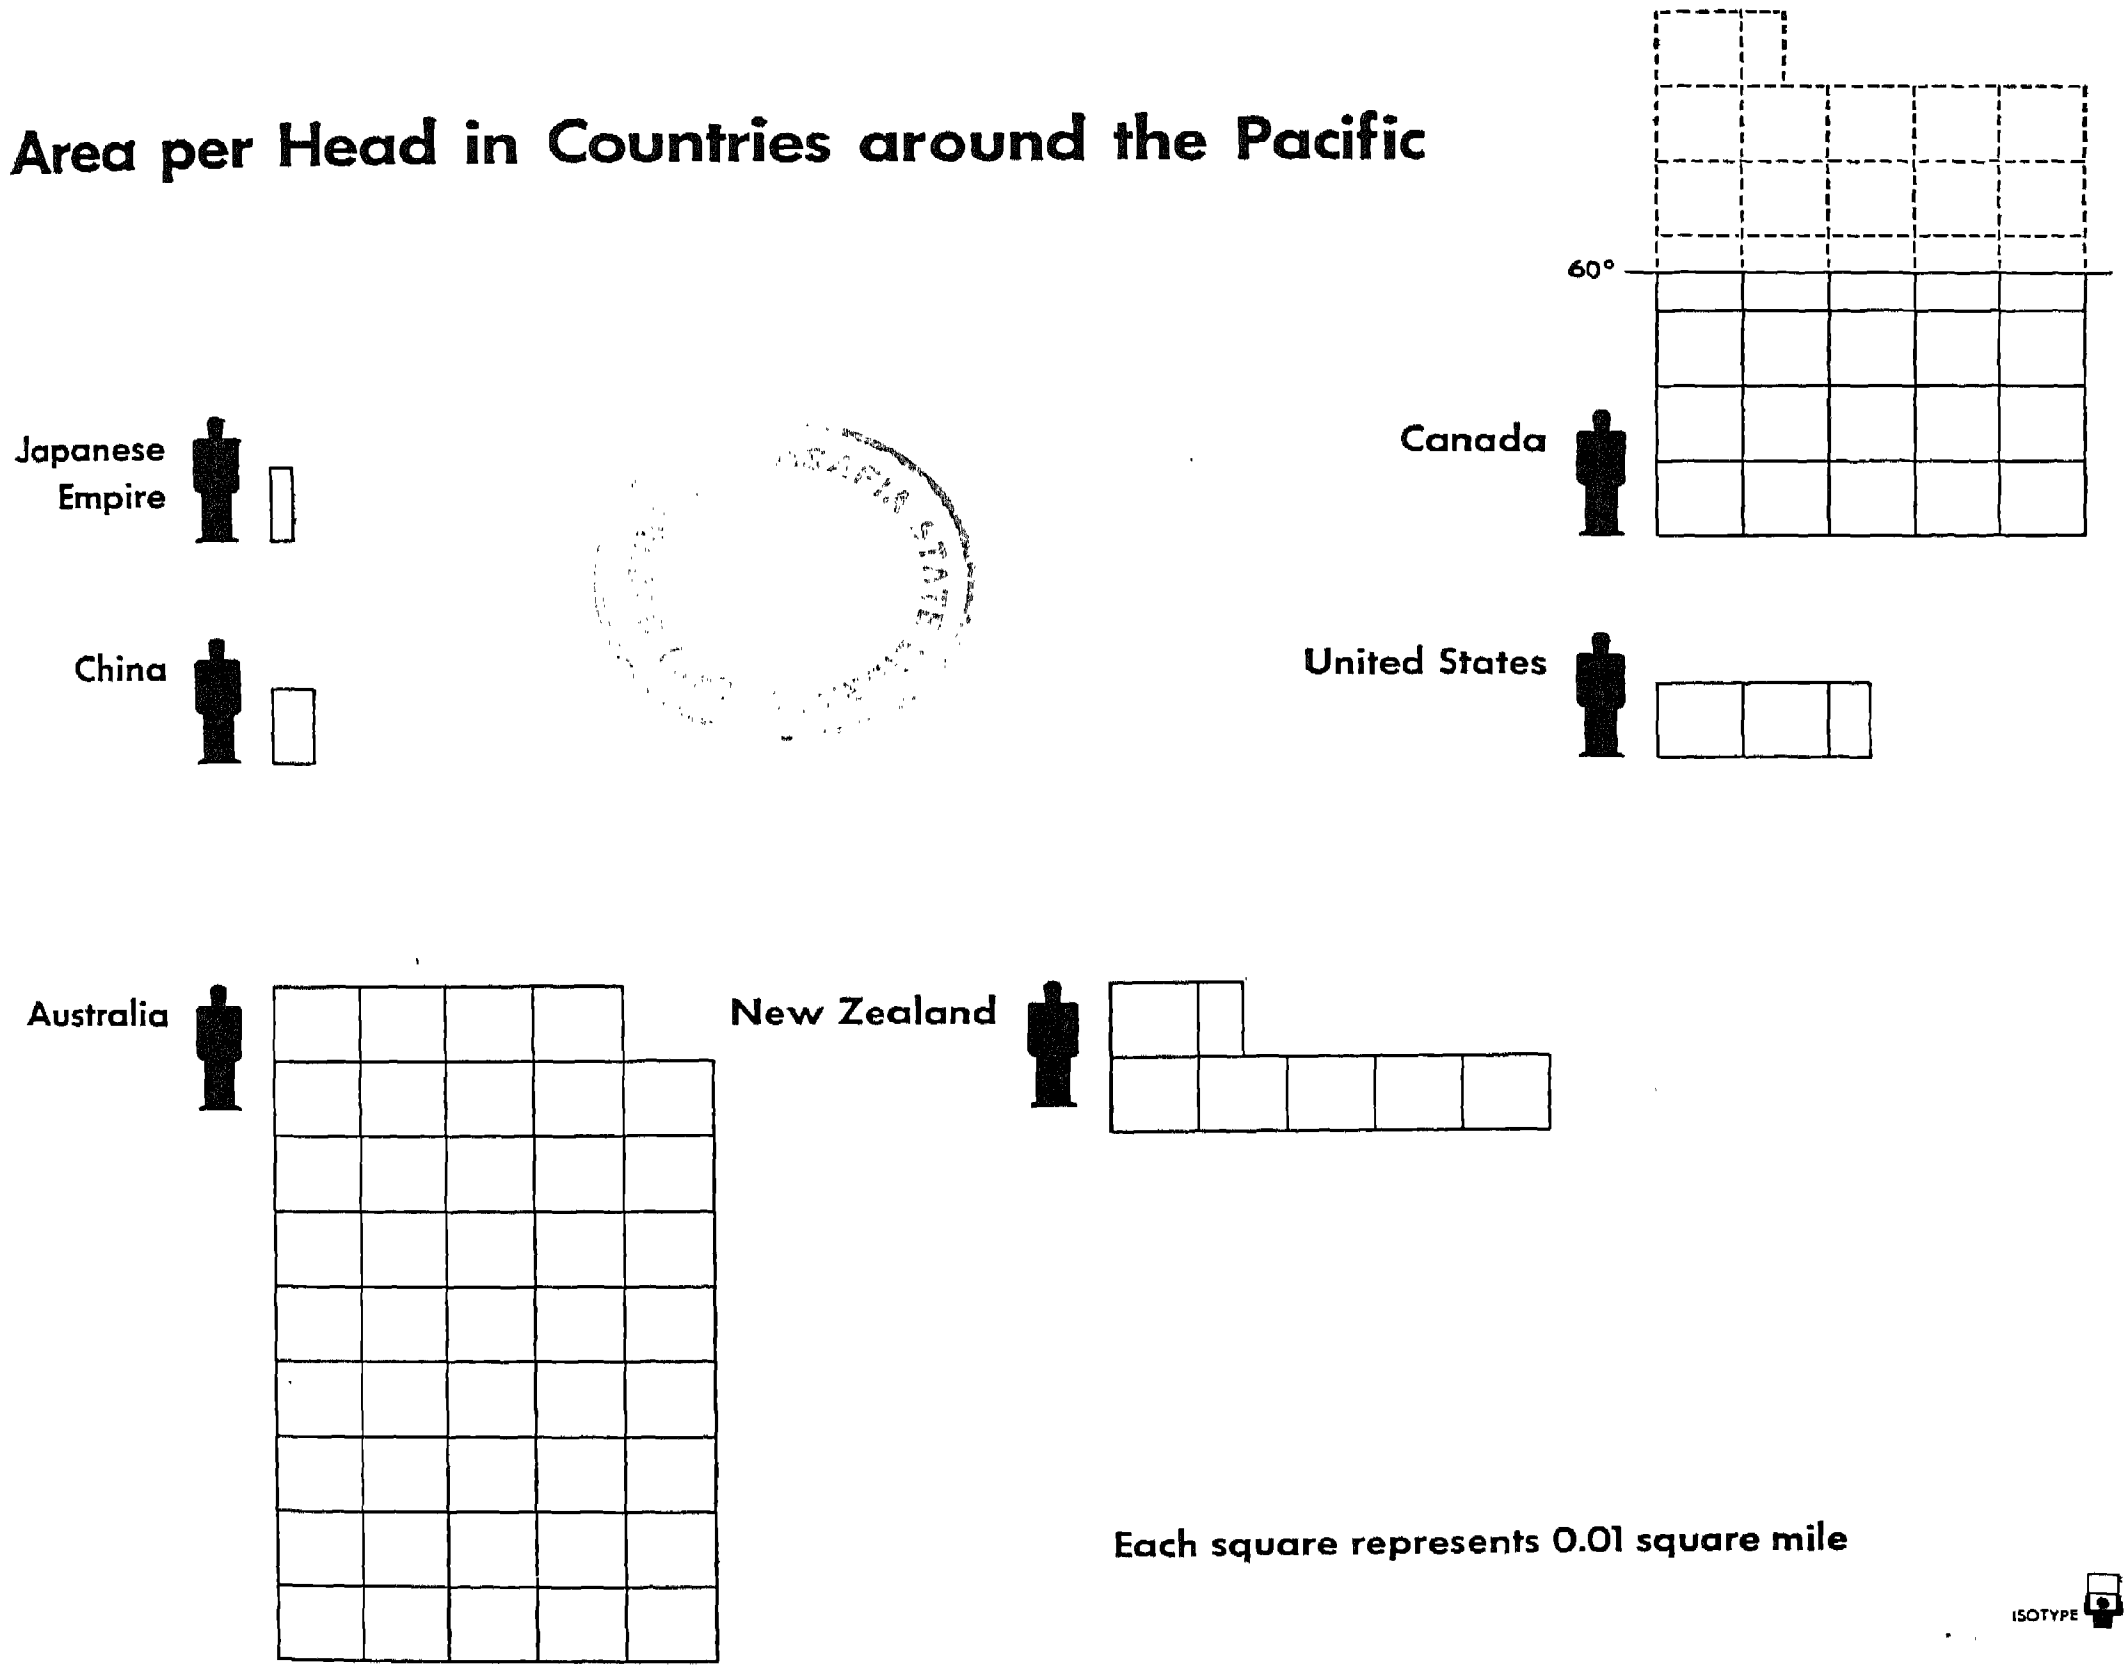 Area per Head in Countries around the Pacific
60°
Japanese
Empire
Canada
China
United States
Australia
New Zealand
STATE
Each square represents 0.01 square mile
ISOTYPE